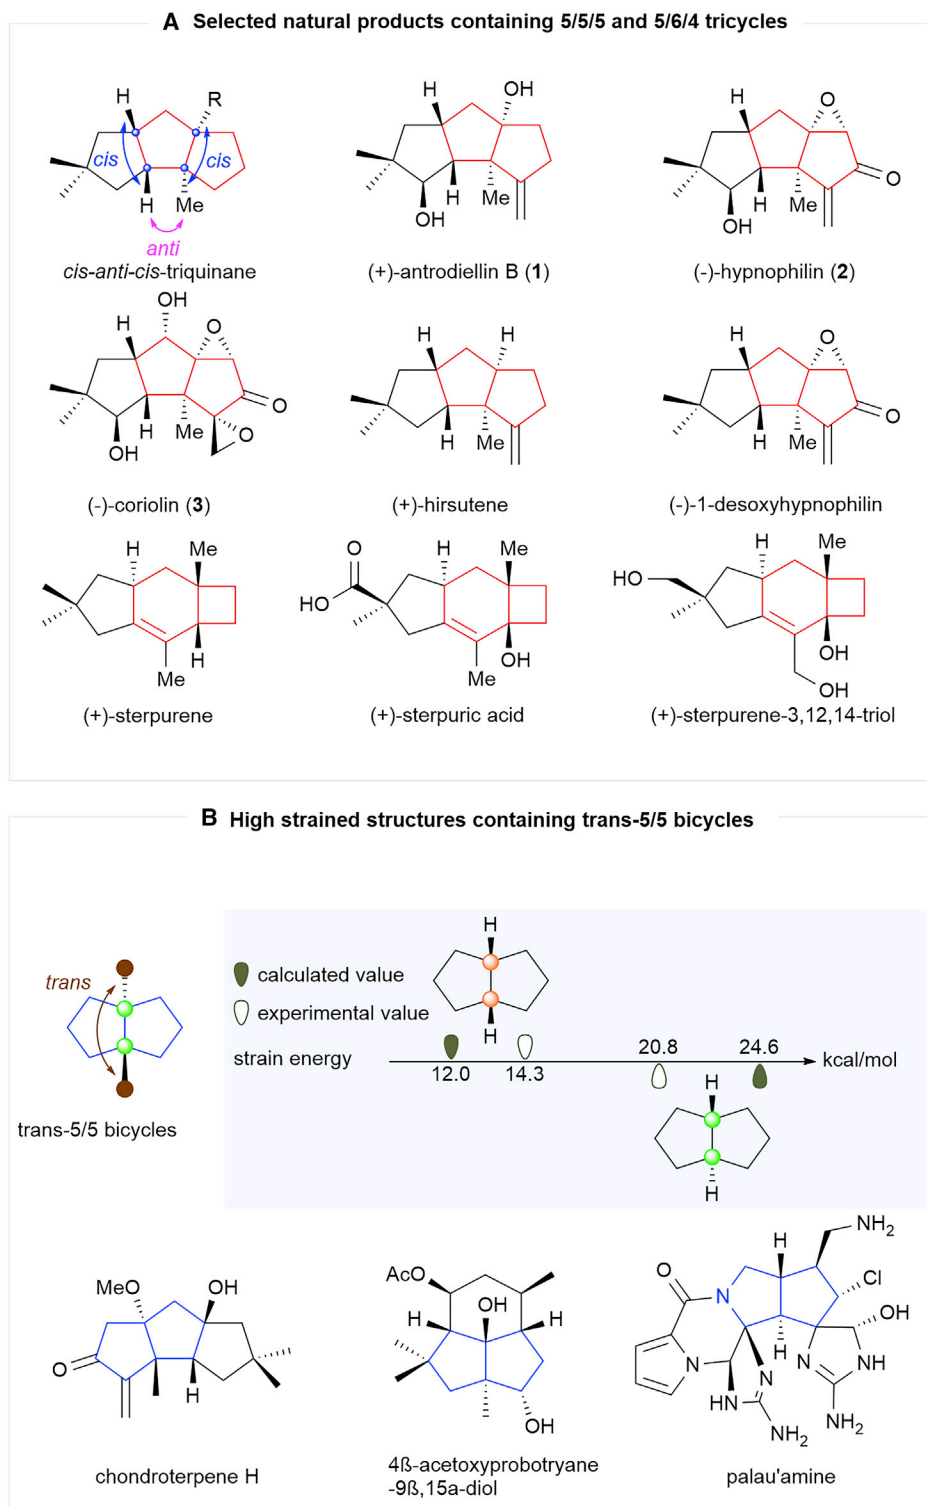 A Selected natural products containing 5/5/5 and 5/6/4 tricycles
H
R
cis
cis
H
Me
anti
cis-anti-cis-triquinane
H
OH
H
Me
OH
(+)-antrodiellin B (1)
H
O
O
H
Me
OH
(-)-hypnophilin (2)
OH
H
O
O
H
Me
O
OH
(-)-coriolin (3)
H
H
H
Me
(+)-hirsutene
H
O
O
H
Me
(-)-1-desoxyhypnophilin
H
Me
H
Me
(+)-sterpurene
O
H
Me
HO
OH
Me
(+)-sterpuric acid
H
Me
HO
OH
OH
(+)-sterpurene-3,12,14-triol
B High strained structures containing trans-5/5 bicycles
trans
trans-5/5 bicycles
calculated value
experimental value
strain energy
H
H
12.0
14.3
20.8
24.6
kcal/mol
H
H
MeO
OH
O
H
chondroterpene H
AcO
OH
H
H
OH
4ß-acetoxyprobotryane
-9ß,15a-diol
NH2
H
O
Cl
N
OH
H
N
N
NH
N
HN
NH2
NH2
palau'amine